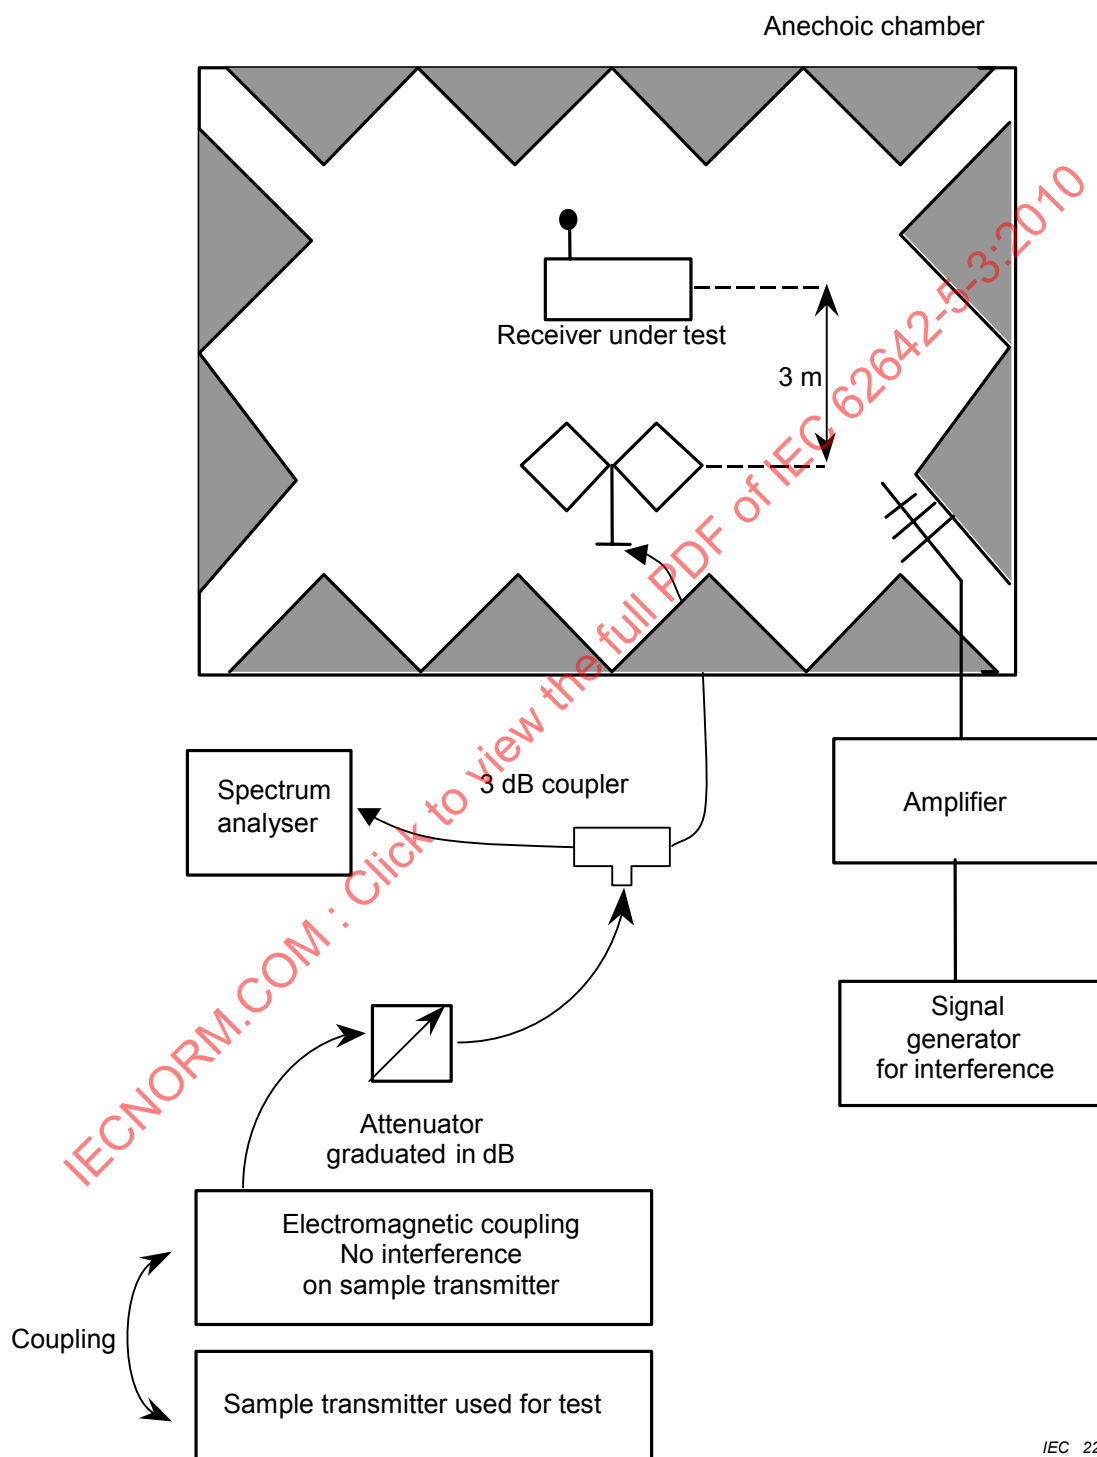 Anechoic chamber
Receiver under test
3 m
3 dB coupler
Spectrum
analyser
Amplifier
Signal
generator
for interference
Attenuator
graduated in dB
Electromagnetic coupling
No interference
on sample transmitter
Coupling
Sample transmitter used for test
IEC 22
IECNORM.COM : Click to view the full PDF of IEC 62642-5-3:2010